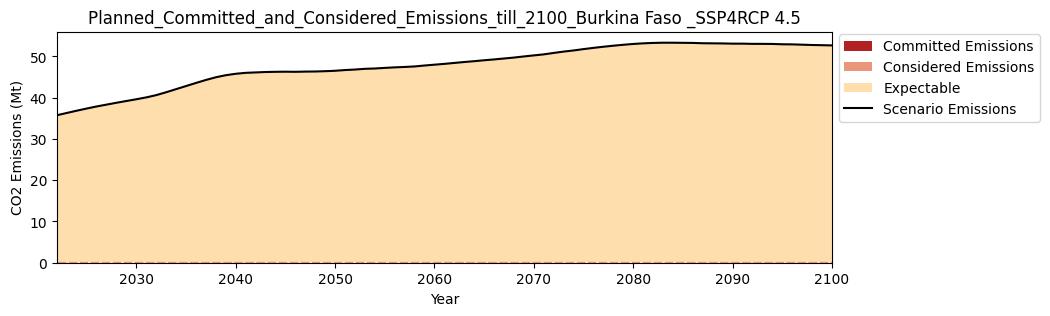 Planned_Committed_and_Considered_Emissions_till_2100_Burkina Faso _SSP4RCP 4.5
CO2 Emissions (Mt)
50
40
30
20
10
0
2030 2040 2050 2060 2070 2080 2090 2100
Year
Committed Emissions
Considered Emissions
Expectable
Scenario Emissions